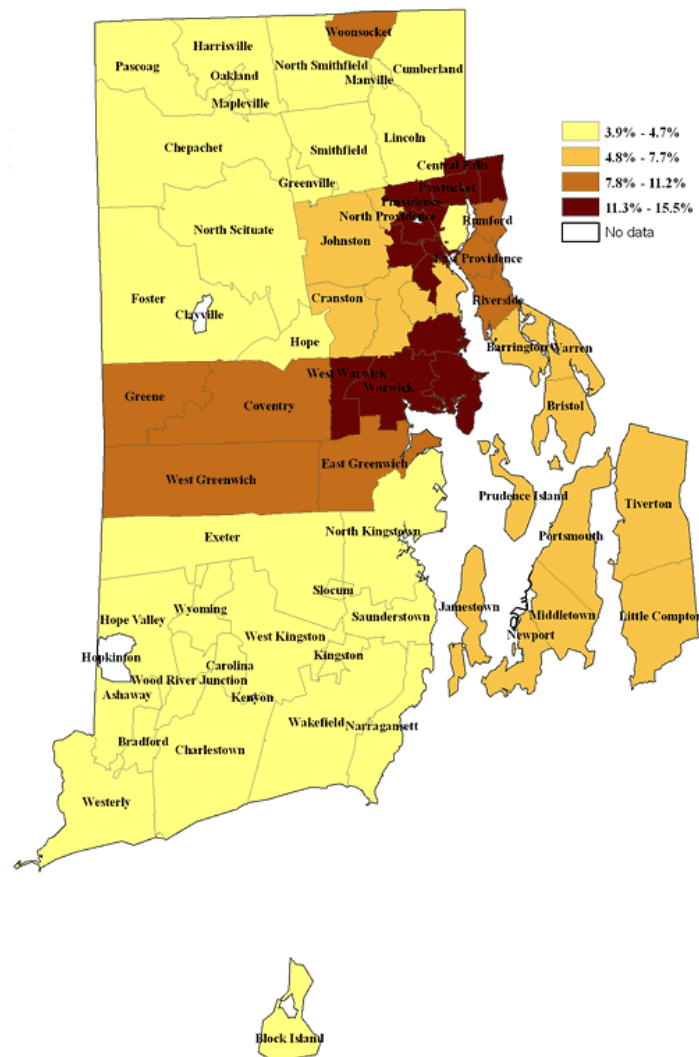 Woonsocket
Harrisville
Pascoag
North Smithfield
Cumberland
Oakland
Manville
Mapleville
3.9% - 4.7%
4.8% - 7.7%
7.8% - 11.2%
11.3% - 15.5%
No data
Chepachet
Lincoln
Smithfield
Central Falls
Greenville
Pawtucket
Providence
North Providence
Rumford
North Scituate
Johnston
East Providence
Foster
Cranston
Riverside
Clayville
Hope
Barrington
Warren
West Warwick
Warwick
Greene
Coventry
Bristol
East Greenwich
West Greenwich
Prudence Island
Tiverton
North Kingstown
Exeter
Portsmouth
Slocum
Hope Valley
Wyoming
Jamestown
Saunderstown
Middletown
Little Compton
West Kingston
Newport
Hopkinton
Kingston
Carolina
Wood River Junction
Ashaway
Kenyon
Wakefield
Narragansett
Bradford
Charlestown
Westerly
Block Island